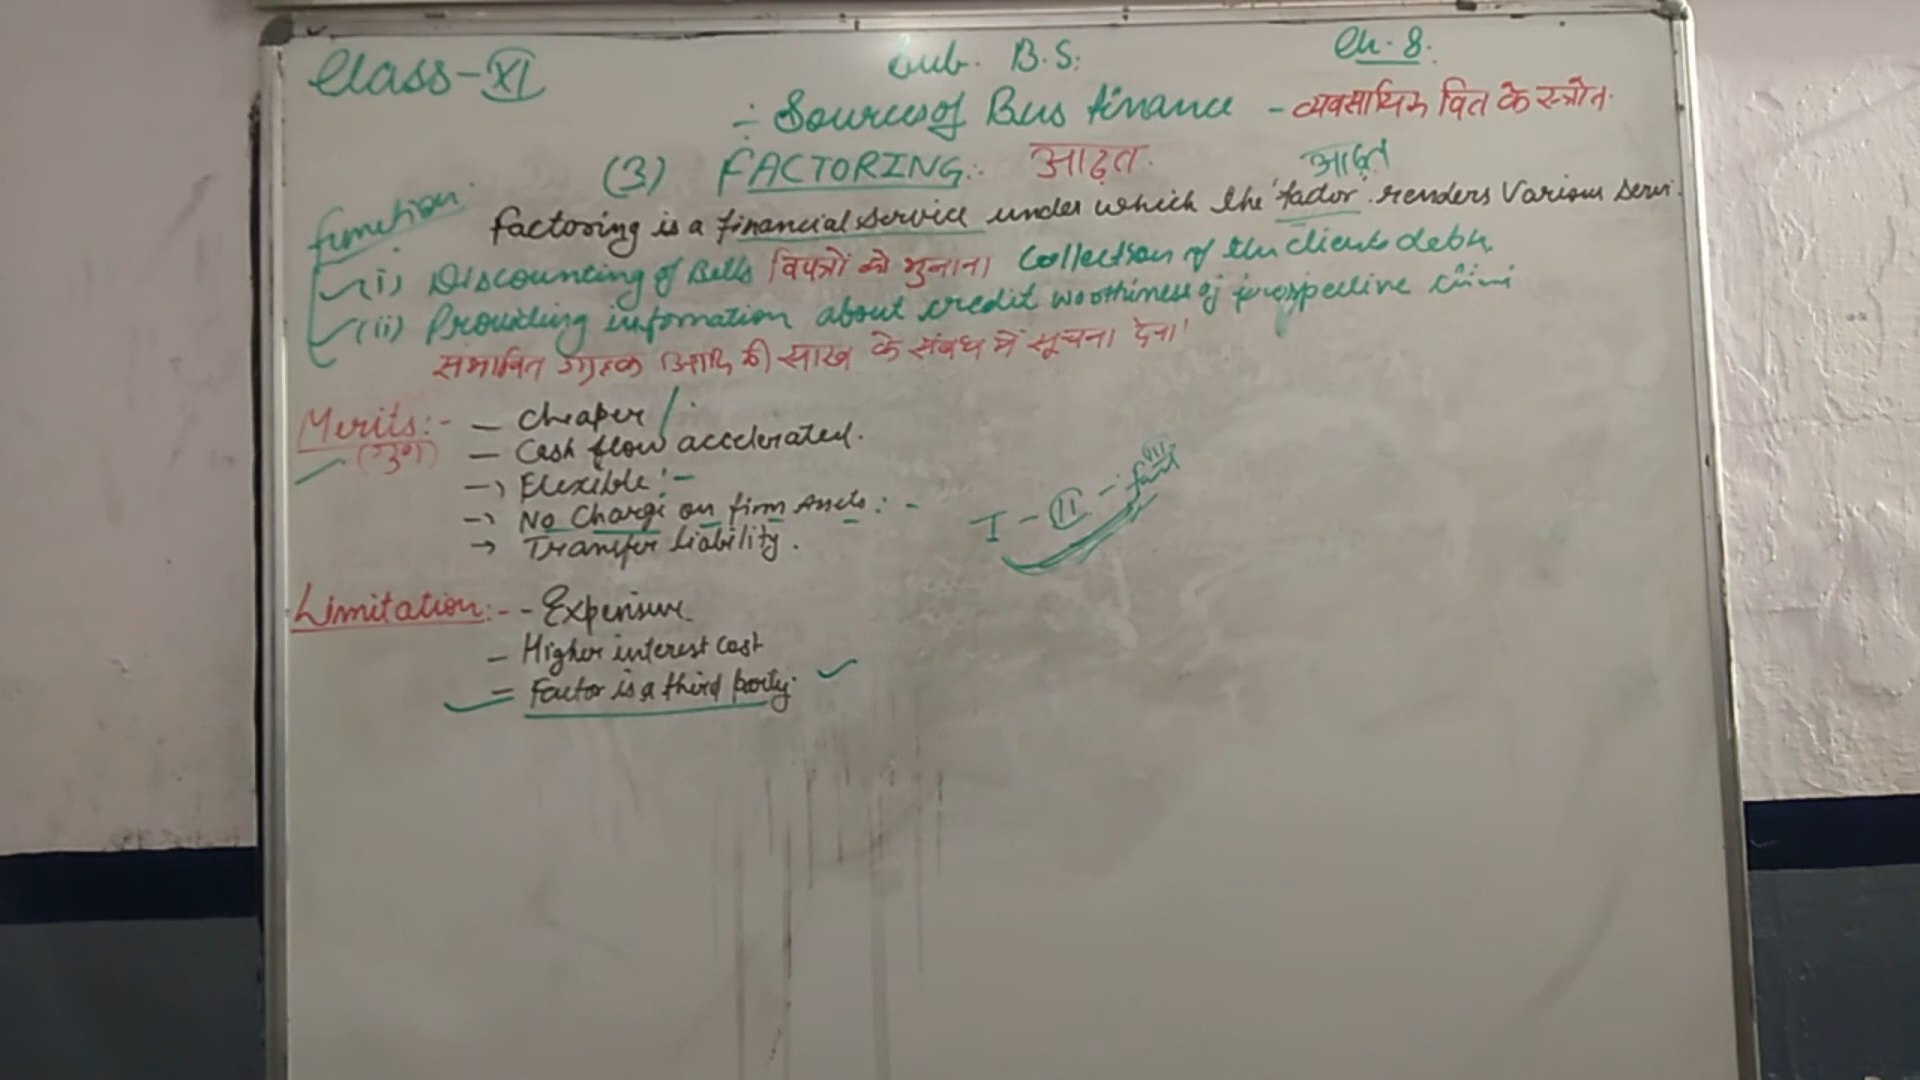 Class-XI
Sub. B.S.
Ch. 8.
- Sources of Bus finance - व्यवसायिक वित के स्त्रोत.
(3) FACTORING:- आढ़त. आढ़त
function
Factoring is a financial service under which the 'factor' renders Various
(i) Discounting of Bills विपत्रों को भुनाना। Collection of the clients debts.
(ii) Providing information about credit worthiness of prospective
संभावित ग्राहक आदि की साख के संबंध में सूचना देना।
Merits:- - Cheaper
(गुण)
- Cash flow accelerated.
→ Flexible:-
→ No Charge on firm Assets:-
→ Transfer Liability.
I - II -
VII
Limitation:- - Expensive.
- Higher interest cost
= Factor is a third party.